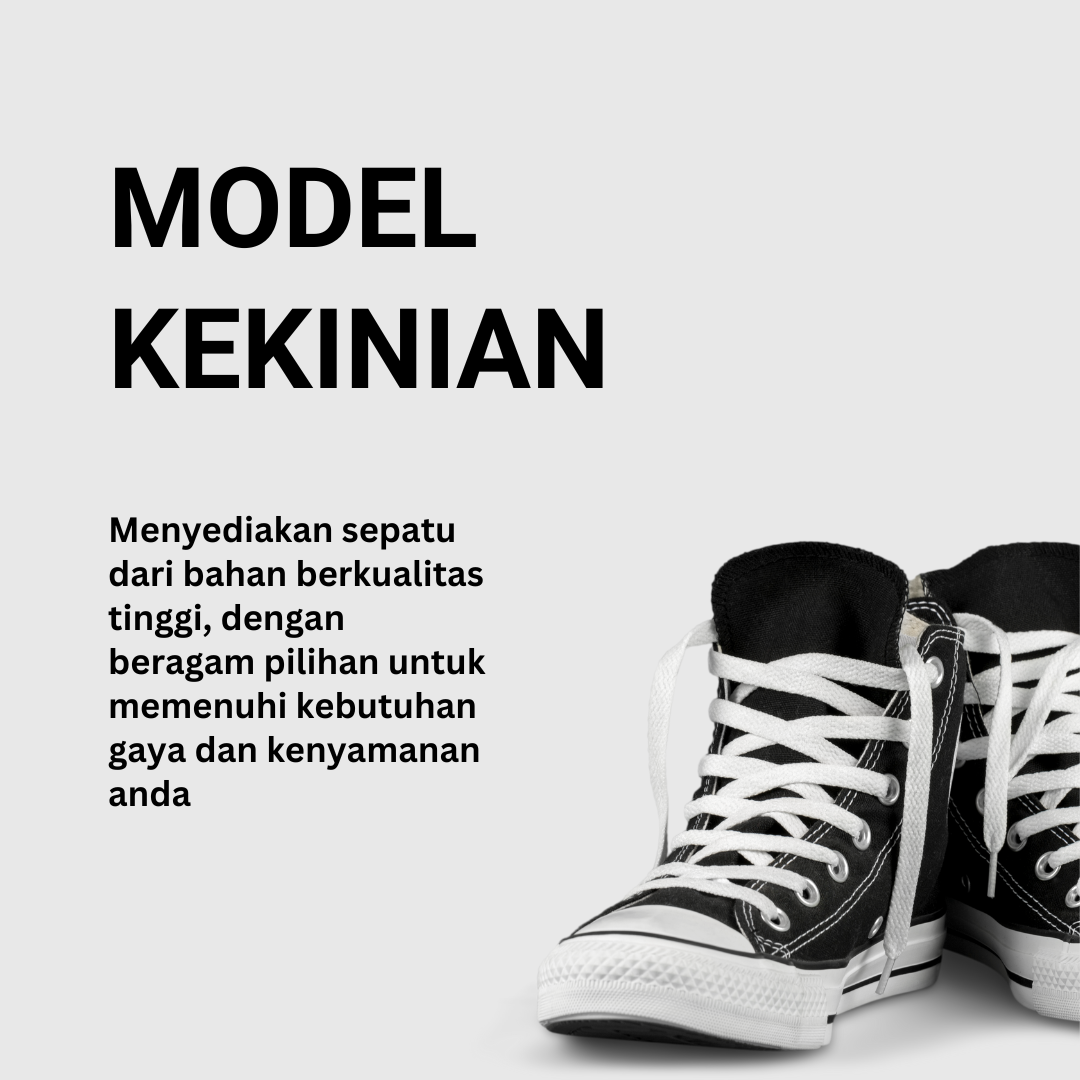 MODEL
KEKINIAN
Menyediakan sepatu
dari bahan berkualitas
tinggi, dengan
beragam pilihan untuk
memenuhi kebutuhan
gaya dan kenyamanan
anda